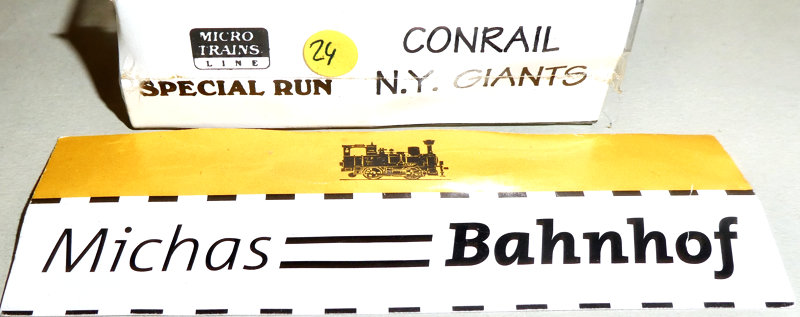 MICRO
TRAINS
LINE
SPECIAL RUN
24
CONRAIL
N.Y. GIANTS
Michas Bahnhof